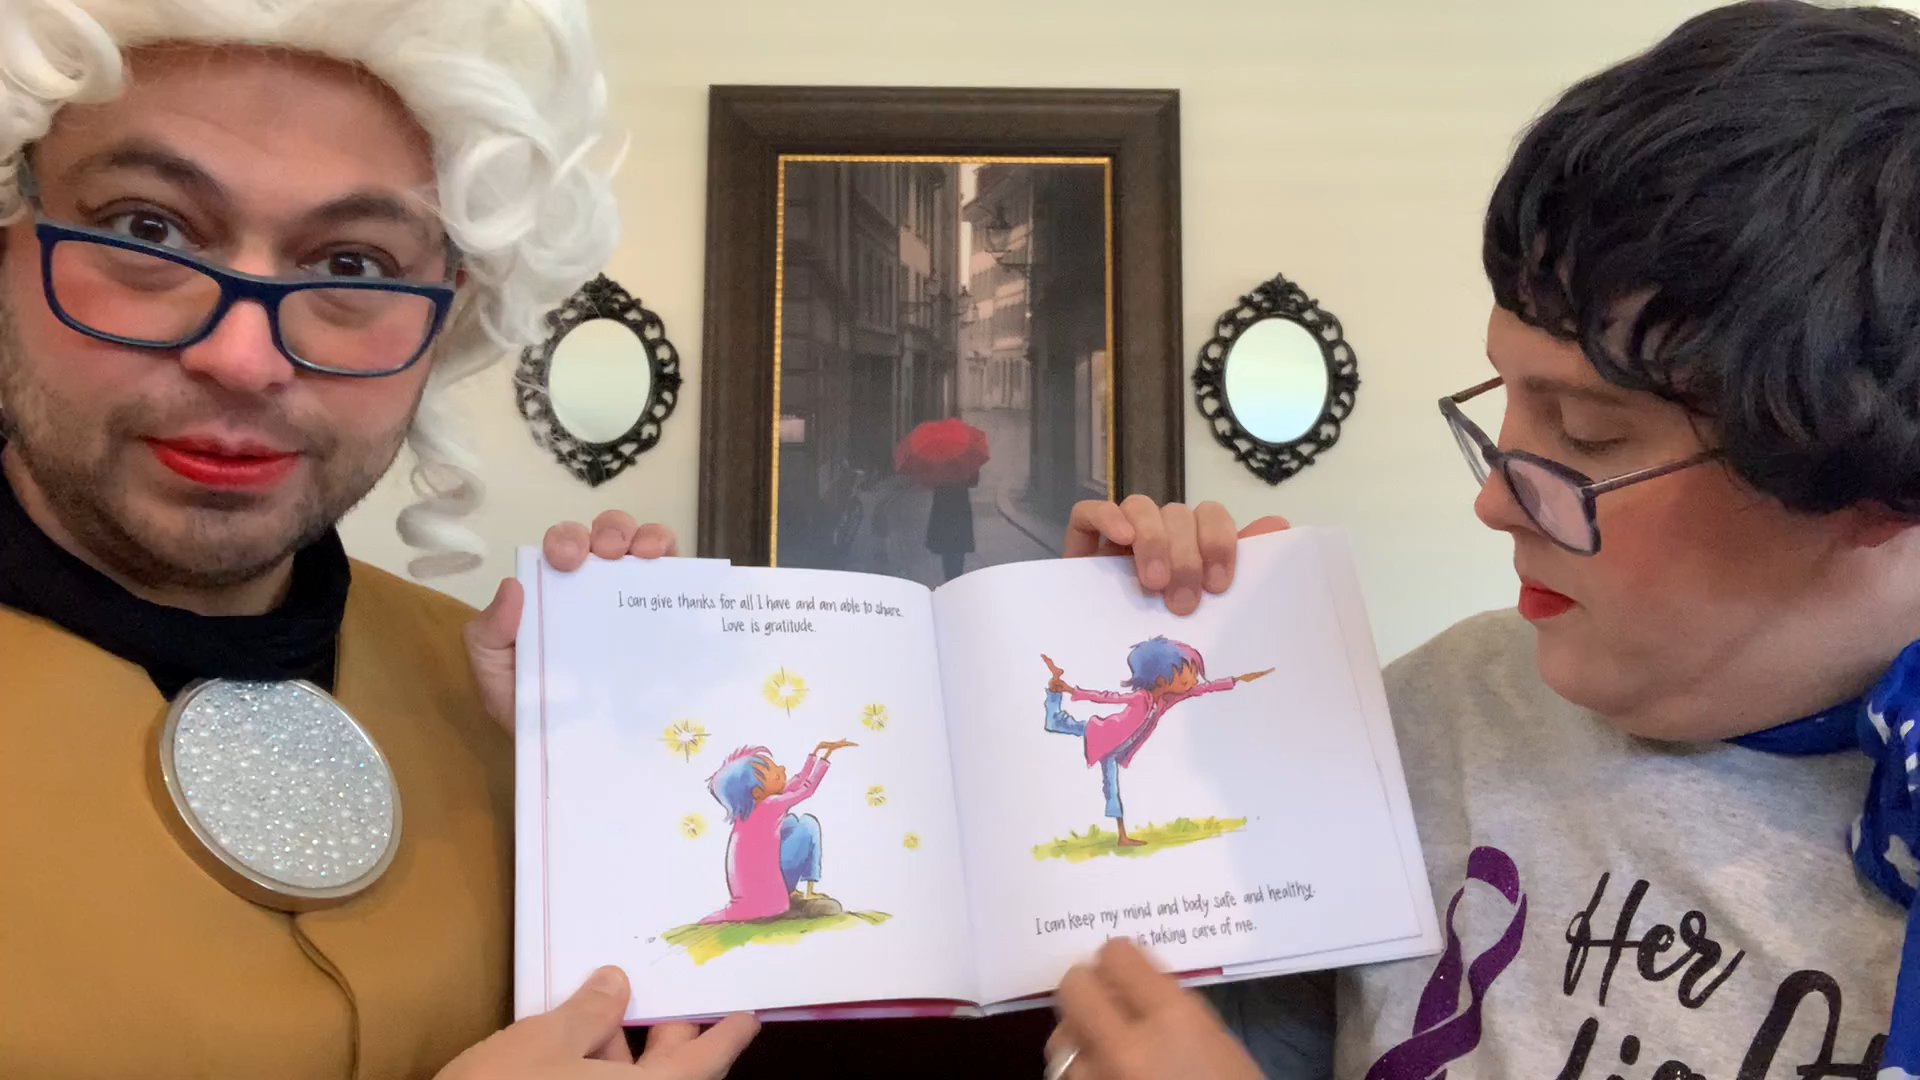 I can give thanks for all I have and am able to share.
Love is gratitude.
I can keep my mind and body safe and healthy.
is taking care of me.
Her